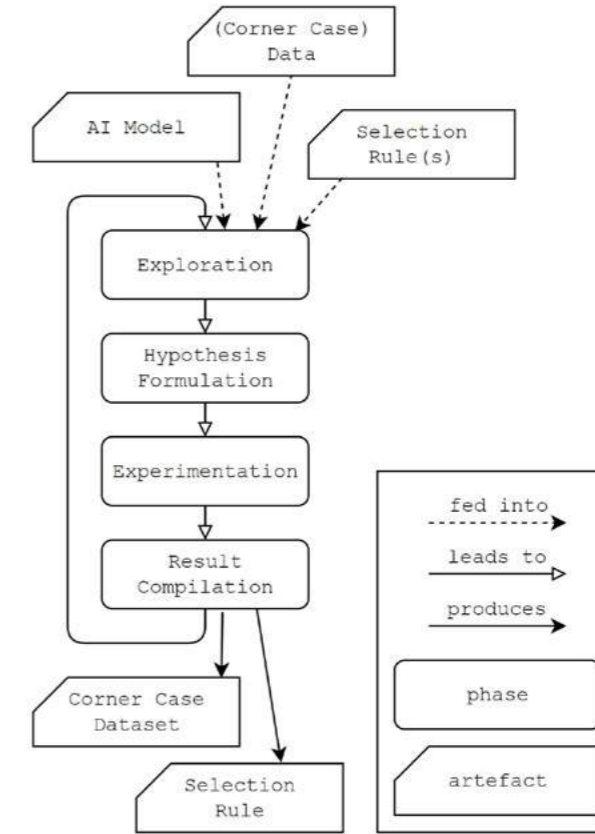 (Corner Case)
Data
AI Model
Selection
Rule(s)
Exploration
Hypothesis
Formulation
Experimentation
Result
Compilation
Corner Case
Dataset
Selection
Rule
fed into
leads to
produces
phase
artefact